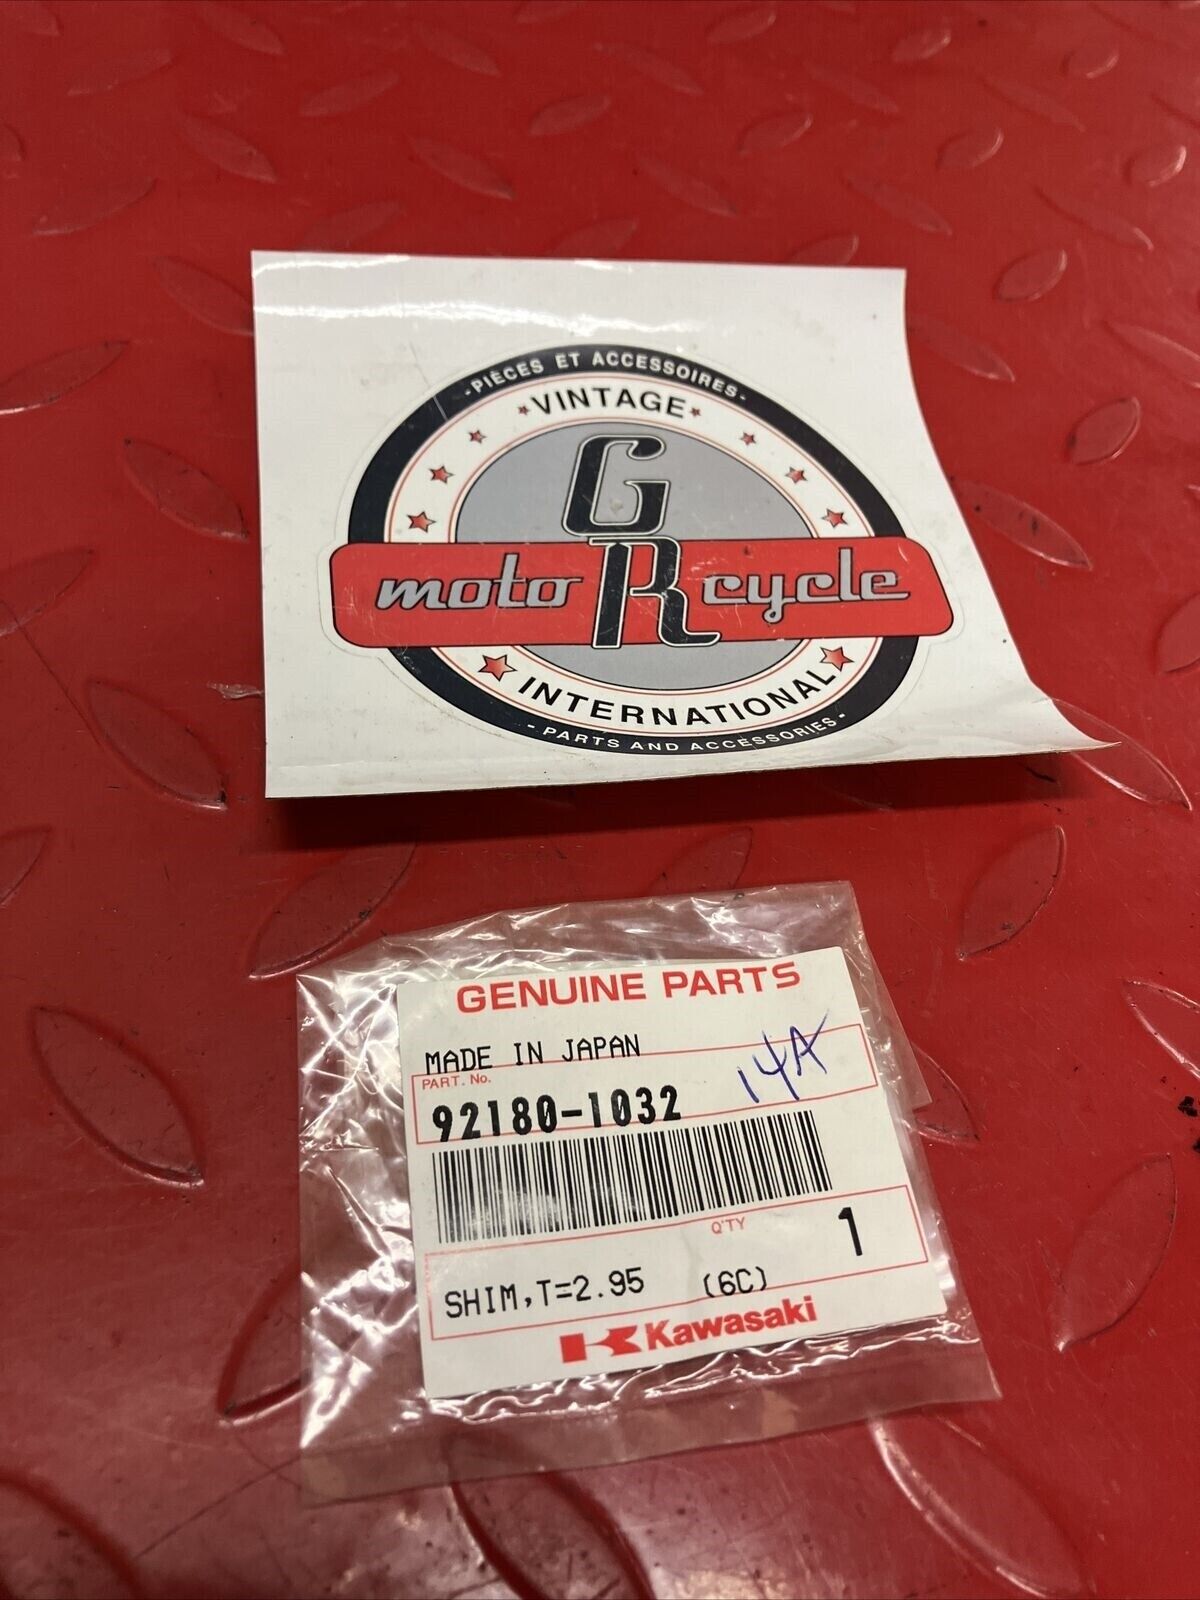 -PIÈCES ET ACCESSOIRES-
VINTAGE
G
moto R cycle
INTERNATIONAL
- PARTS AND ACCESSORIES -
GENUINE PARTS
MADE IN JAPAN
PART. No.
14A
92180-1032
Q'TY
1
SHIM,T=2.95 (6C)
Kawasaki